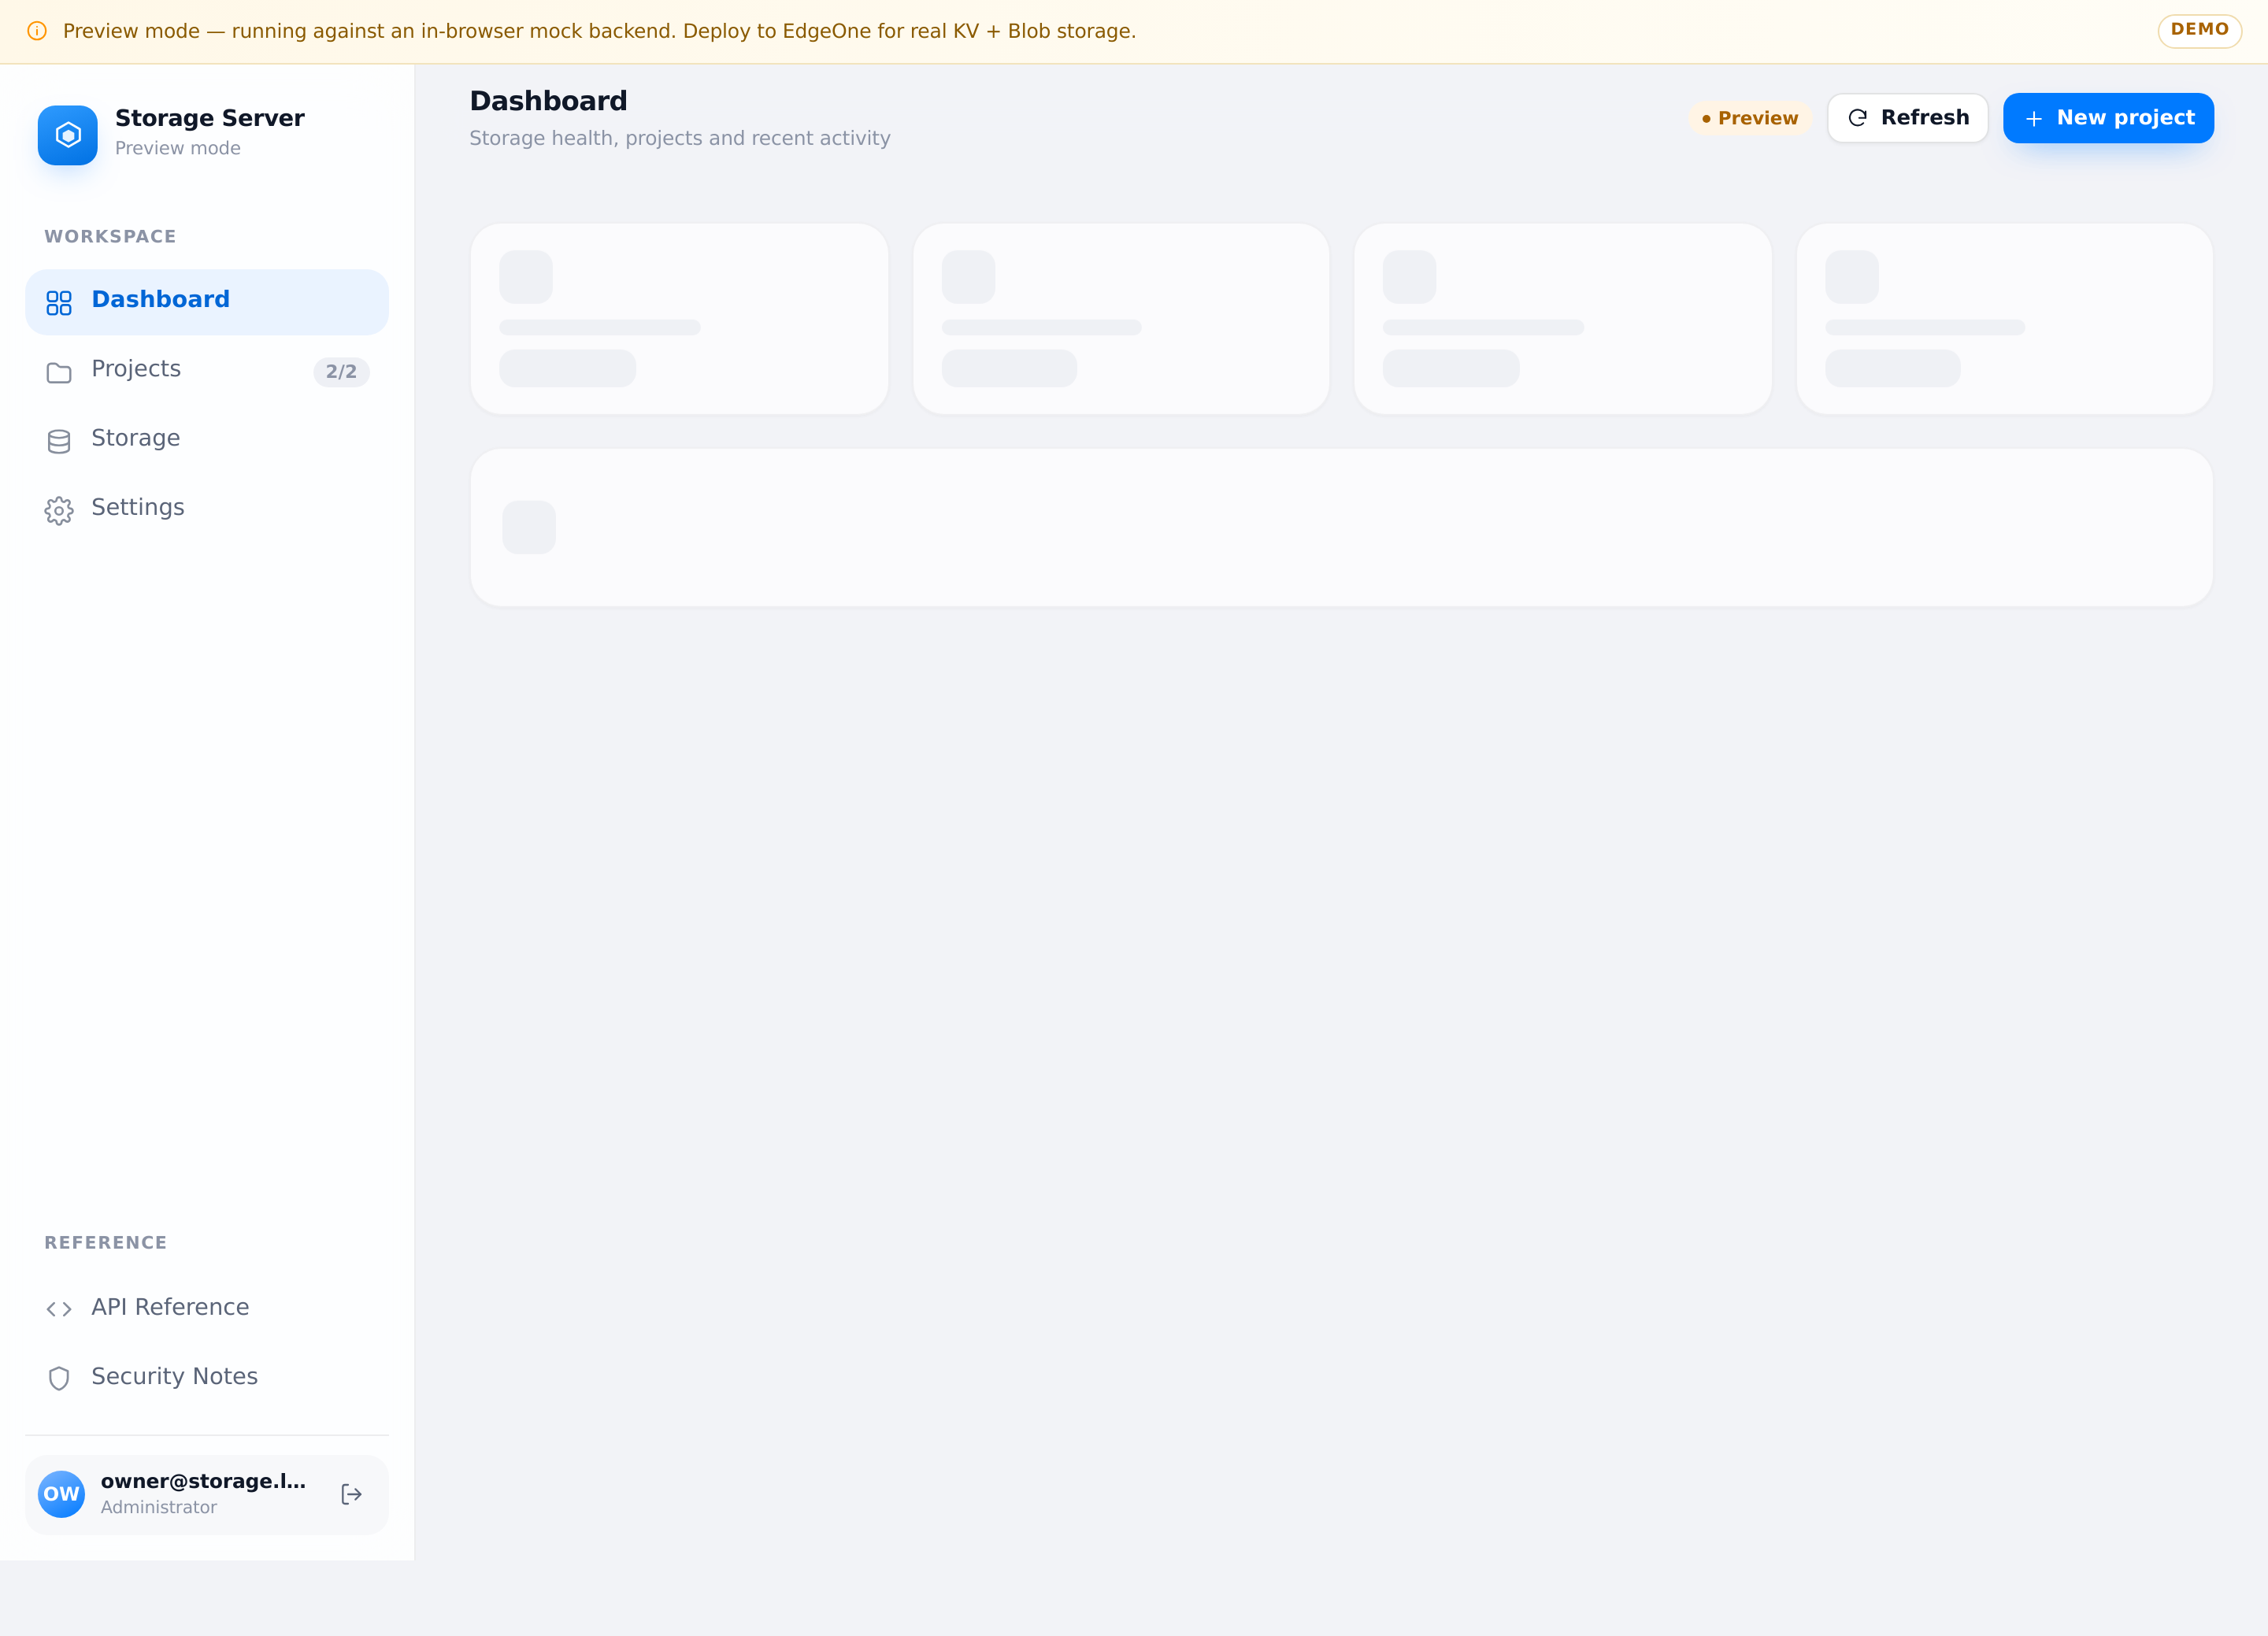 Preview mode — running against an in-browser mock backend. Deploy to EdgeOne for real KV + Blob storage.
DEMO
Storage Server
Preview mode
WORKSPACE
Dashboard
Projects
2/2
Storage
Settings
REFERENCE
API Reference
Security Notes
OW
owner@storage.l...
Administrator
Dashboard
Storage health, projects and recent activity
Preview
Refresh
New project